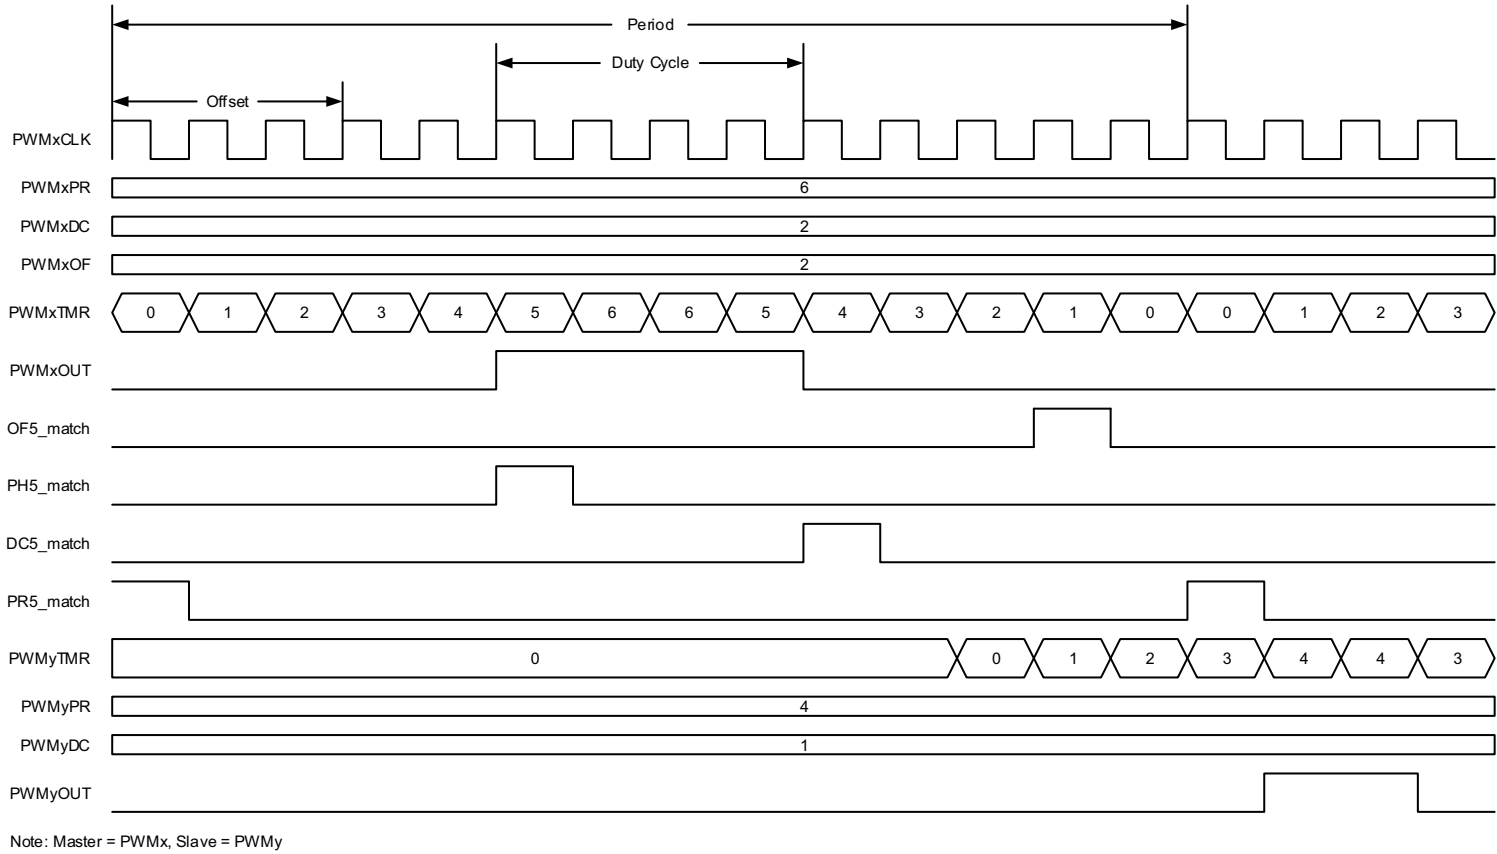 Period
Duty Cycle
Offset
PWMxCLK
PWMxPR 6
PWMxDC 2
PWMxOF 2
PWMxTMR 0 1 2 3 4 5 6 6 5 4 3 2 1 0 0 1 2 3
PWMxOUT
OF5_match
PH5_match
DC5_match
PR5_match
PWMyTMR 0 0 1 2 3 4 4 3
PWMyPR 4
PWMyDC 1
PWMyOUT
Note: Master = PWMx, Slave = PWMy